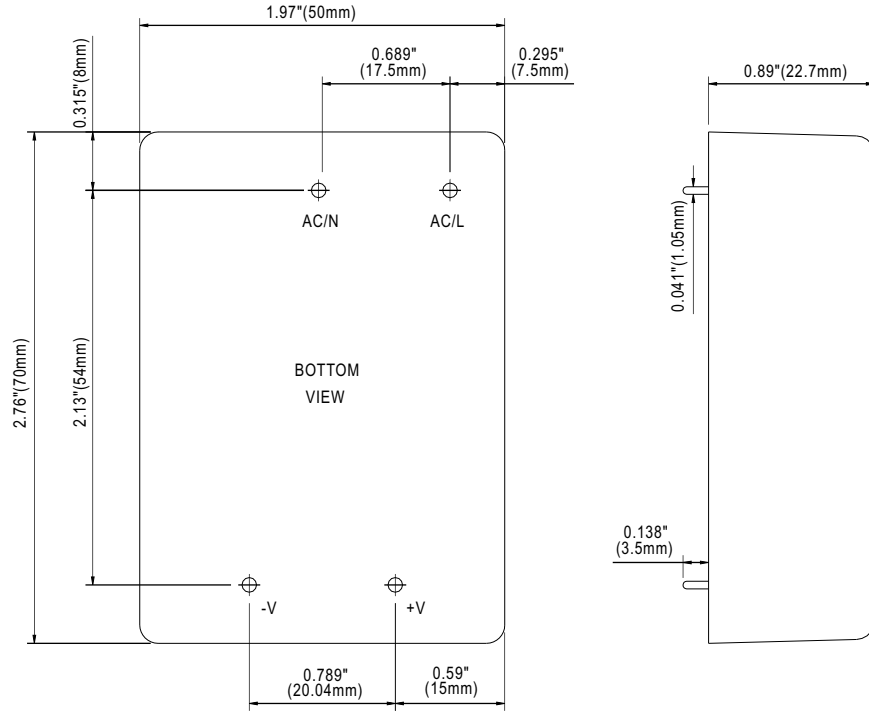 1.97"(50mm)
0.689"
(17.5mm)
0.295"
(7.5mm)
0.89"(22.7mm)
0.315"(8mm)
AC/N
AC/L
0.041"(1.05mm)
2.76"(70mm)
2.13"(54mm)
BOTTOM
VIEW
0.138"
(3.5mm)
-V
+V
0.789"
(20.04mm)
0.59"
(15mm)